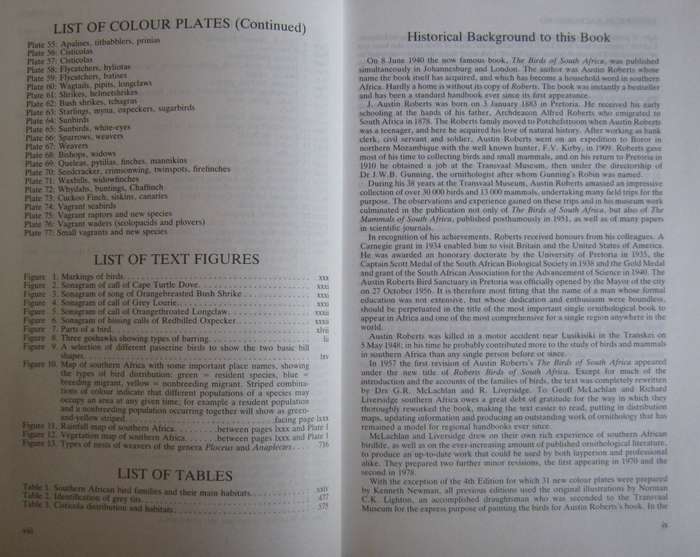 LIST OF COLOUR PLATES (Continued)
Plate 55: Apalises, titbabblers, prinias
Plate 56: Cisticolas
Plate 57: Cisticolas
Plate 58: Flycatchers, hyliotas
Plate 59: Flycatchers, batises
Plate 60: Wagtails, pipits, longclaws
Plate 61: Shrikes, helmetshrikes
Plate 62: Bush shrikes, tchagras
Plate 63: Starlings, myna, oxpeckers, sugarbirds
Plate 64: Sunbirds
Plate 65: Sunbirds, white-eyes
Plate 66: Sparrows, weavers
Plate 67: Weavers
Plate 68: Bishops, widows
Plate 69: Queleas, pytilias, finches, mannikins
Plate 70: Seedcracker, crimsonwing, twinspots, firefinches
Plate 71: Waxbills, widowfinches
Plate 72: Whydahs, buntings, Chaffinch
Plate 73: Cuckoo Finch, siskins, canaries
Plate 74: Vagrant seabirds
Plate 75: Vagrant raptors and new species
Plate 76: Vagrant waders (scolopacids and plovers)
Plate 77: Small vagrants and new species
LIST OF TEXT FIGURES
Figure 1. Markings of birds. xxx
Figure 2. Sonagram of call of Cape Turtle Dove. xxxi
Figure 3. Sonagram of song of Orangebreasted Bush Shrike xxxi
Figure 4. Sonagram of call of Grey Lourie. xxxi
Figure 5. Sonagram of call of Orangethroated Longclaw. xxxii
Figure 6. Sonagram of hissing calls of Redbilled Oxpecker. xxxii
Figure 7. Parts of a bird. xlvii
Figure 8. Three goshawks showing types of barring. lii
Figure 9. A selection of different passerine birds to show the two basic bill
shapes. lxv
Figure 10. Map of southern Africa with some important place names, showing
the types of bird distribution: green = resident species, blue =
breeding migrant, yellow = nonbreeding migrant. Striped combina-
tions of colour indicate that different populations of a species may
occupy an area at any given time, for example a resident population
and a nonbreeding population occurring together will show as green-
and-yellow striped. facing page lxxx
Figure 11. Rainfall map of southern Africa. between pages lxxx and Plate 1
Figure 12. Vegetation map of southern Africa. between pages lxxx and Plate 1
Figure 13. Types of nests of weavers of the genera Ploceus and Anaplectes. 736
LIST OF TABLES
Table 1. Southern African bird families and their main habitats. xxiv
Table 2. Identification of grey tits. 477
Table 3. Cisticola distribution and habitats. 575
viii
Historical Background to this Book
On 8 June 1940 the now famous book, The Birds of South Africa, was published
simultaneously in Johannesburg and London. The author was Austin Roberts whose
name the book itself has acquired, and which has become a household word in southern
Africa. Hardly a home is without its copy of Roberts. The book was instantly a bestseller
and has been a standard handbook ever since its first appearance.
J. Austin Roberts was born on 3 January 1883 in Pretoria. He received his early
schooling at the hands of his father, Archdeacon Alfred Roberts who emigrated to
South Africa in 1878. The Roberts family moved to Potchefstroom when Austin Roberts
was a teenager, and here he acquired his love of natural history. After working as bank
clerk, civil servant and soldier, Austin Roberts went on an expedition to Boror in
northern Mozambique with the well known hunter, F.V. Kirby, in 1909. Roberts gave
most of his time to collecting birds and small mammals, and on his return to Pretoria in
1910 he obtained a job at the Transvaal Museum, then under the directorship of
Dr J.W.B. Gunning, the ornithologist after whom Gunning's Robin was named.
During his 38 years at the Transvaal Museum, Austin Roberts amassed an impressive
collection of over 30 000 birds and 13 000 mammals, undertaking many field trips for the
purpose. The observations and experience gained on these trips and in his museum work
culminated in the publication not only of The Birds of South Africa, but also of The
Mammals of South Africa, published posthumously in 1951, as well as of many papers
in scientific journals.
In recognition of his achievements, Roberts received honours from his colleagues. A
Carnegie grant in 1934 enabled him to visit Britain and the United States of America.
He was awarded an honorary doctorate by the University of Pretoria in 1935, the
Captain Scott Medal of the South African Biological Society in 1938 and the Gold Medal
and grant of the South African Association for the Advancement of Science in 1940. The
Austin Roberts Bird Sanctuary in Pretoria was officially opened by the Mayor of the city
on 27 October 1956. It is therefore most fitting that the name of a man whose formal
education was not extensive, but whose dedication and enthusiasm were boundless,
should be perpetuated in the title of the most important single ornithological book to
appear in Africa and one of the most comprehensive for a single region anywhere in the
world.
Austin Roberts was killed in a motor accident near Lusikisiki in the Transkei on
5 May 1948; in his time he probably contributed more to the study of birds and mammals
in southern Africa than any single person before or since.
In 1957 the first revision of Austin Roberts's The Birds of South Africa appeared
under the new title of Roberts Birds of South Africa. Except for much of the
introduction and the accounts of the families of birds, the text was completely rewritten
by Drs G.R. McLachlan and R. Liversidge. To Geoff McLachlan and Richard
Liversidge southern Africa owes a great debt of gratitude for the way in which they
thoroughly reworked the book, making the text easier to read, putting in distribution
maps, updating information and producing an outstanding work of ornithology that has
remained a model for regional handbooks ever since.
McLachlan and Liversidge drew on their own rich experience of southern African
birdlife, as well as on the ever-increasing amount of published ornithological literature,
to produce an up-to-date work that could be used by both layperson and professional
alike. They prepared two further minor revisions, the first appearing in 1970 and the
second in 1978.
With the exception of the 4th Edition for which 31 new colour plates were prepared
by Kenneth Newman, all previous editions used the original illustrations by Norman
C.K. Lighton, an accomplished draughtsman who was seconded to the Transvaal
Museum for the express purpose of painting the birds for Austin Roberts's book. In the
ix